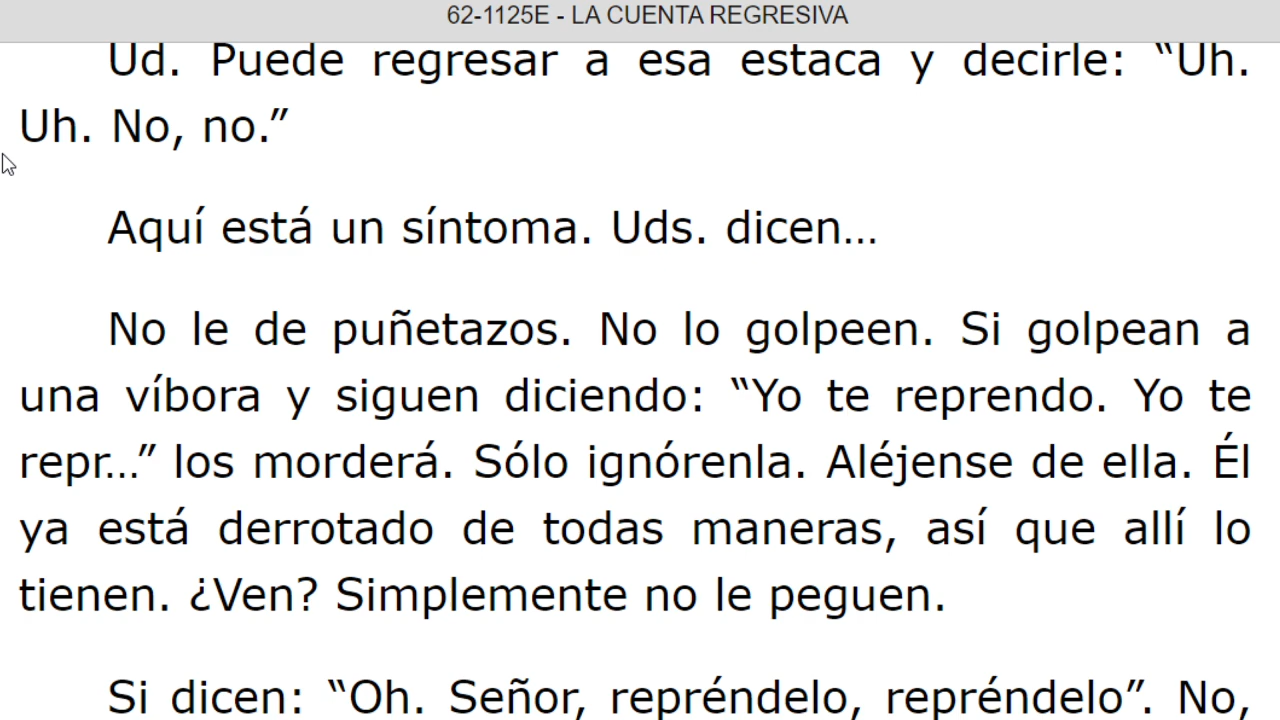 62-1125E - LA CUENTA REGRESIVA
Ud. Puede regresar a esa estaca y decirle: “Uh.
Uh. No, no.”
Aquí está un síntoma. Uds. dicen…
No le de puñetazos. No lo golpeen. Si golpean a
una víbora y siguen diciendo: “Yo te reprendo. Yo te
repr…” los morderá. Sólo ignórenla. Aléjense de ella. Él
ya está derrotado de todas maneras, así que allí lo
tienen. ¿Ven? Simplemente no le peguen.
Si dicen: “Oh. Señor, repréndelo, repréndelo”. No,